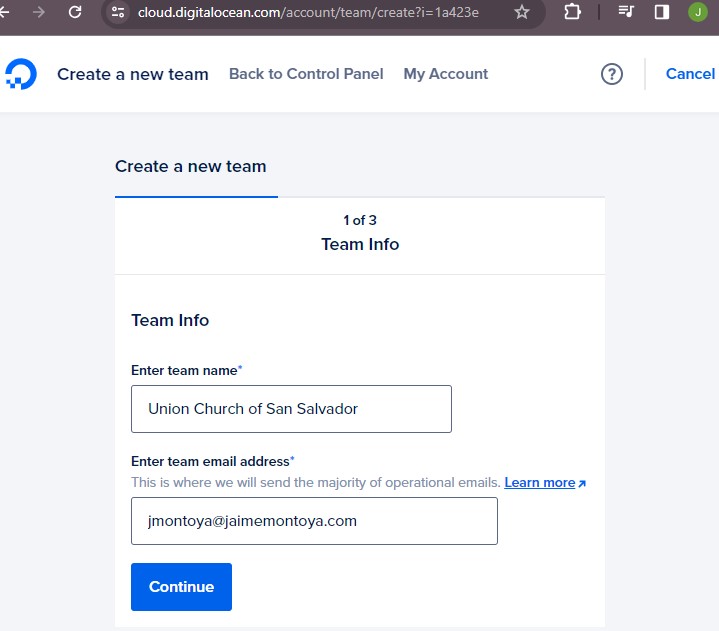 cloud.digitalocean.com/account/team/create?i=1a423e
J
Create a new team Back to Control Panel My Account ? Cancel
Create a new team
1 of 3
Team Info
Team Info
Enter team name*
Union Church of San Salvador
Enter team email address*
This is where we will send the majority of operational emails. Learn more
jmontoya@jaimemontoya.com
Continue